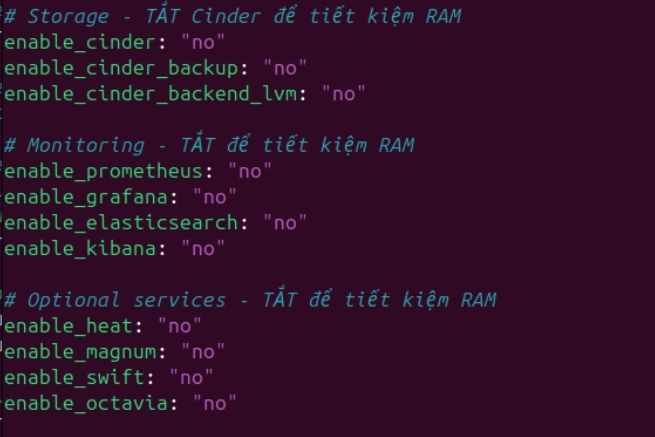 # Storage - TẮT Cinder để tiết kiệm RAM
enable_cinder: "no"
enable_cinder_backup: "no"
enable_cinder_backend_lvm: "no"
# Monitoring - TẮT để tiết kiệm RAM
enable_prometheus: "no"
enable_grafana: "no"
enable_elasticsearch: "no"
enable_kibana: "no"
# Optional services - TẮT để tiết kiệm RAM
enable_heat: "no"
enable_magnum: "no"
enable_swift: "no"
enable_octavia: "no"